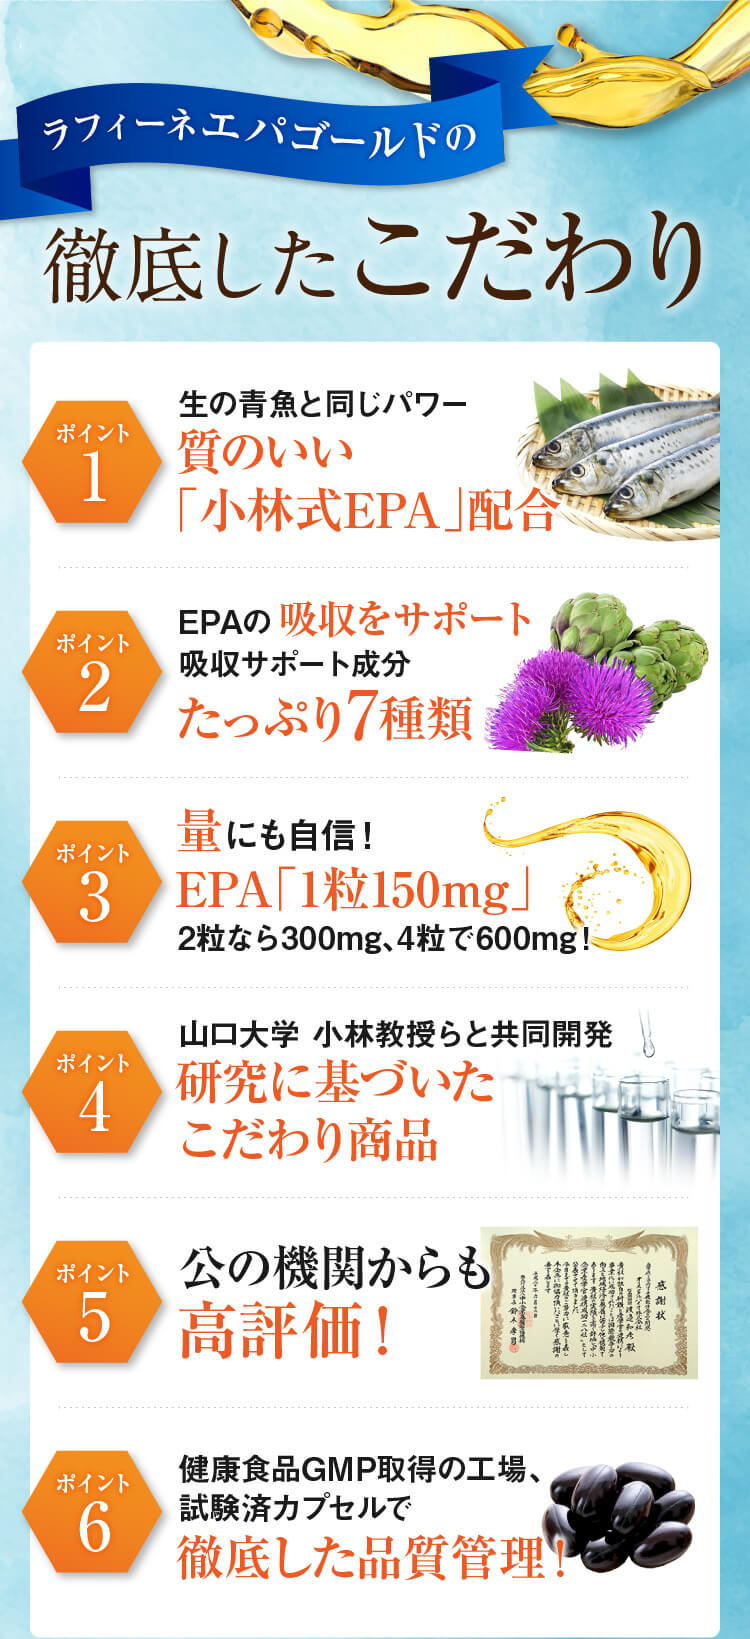 ラフィーネエパゴールドの
徹底したこだわり
ポイント
1
生の青魚と同じパワー
質のいい
「小林式EPA」配合
ポイント
2
EPAの 吸収をサポート
吸収サポート成分
たっぷり7種類
ポイント
3
量にも自信!
EPA「1粒150mg」
2粒なら300mg、4粒で600mg!
ポイント
4
山口大学 小林教授らと共同開発
研究に基づいた
こだわり商品
ポイント
5
公の機関からも
高評価!
感謝状
ポイント
6
健康食品GMP取得の工場、
試験済カプセルで
徹底した品質管理!